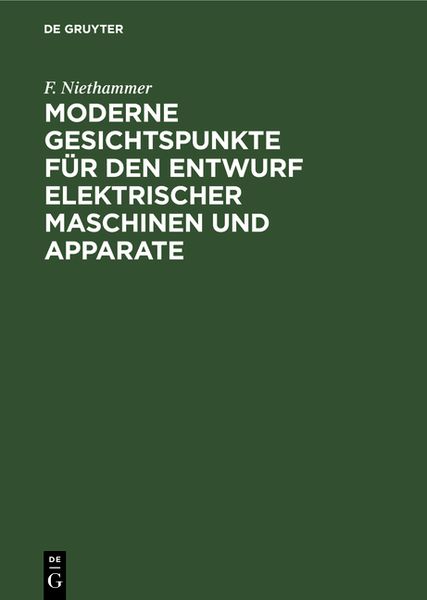 DE GRUYTER
F. Niethammer
MODERNE
GESICHTSPUNKTE
FÜR DEN ENTWURF
ELEKTRISCHER
MASCHINEN UND
APPARATE
DE
G